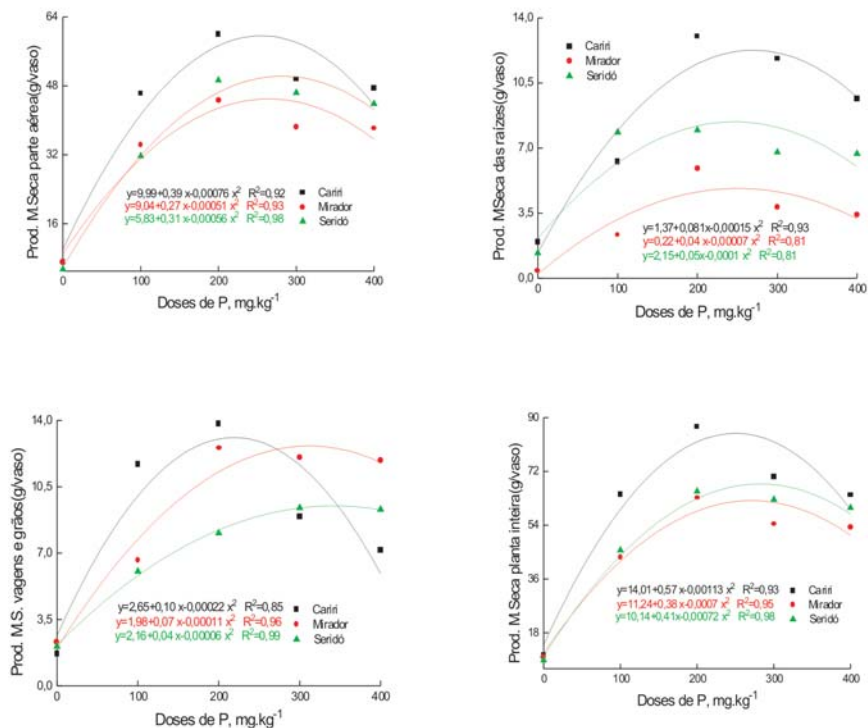 Prod. M.Seca parte aérea(g/vaso)
64
48
32
16
0
100
200
300
400
y=9,99+0,39 x-0,00076 x² R²=0,92
y=9,04+0,27 x-0,00051 x² R²=0,93
y=5,83+0,31 x-0,00056 x² R²=0,98
Cariri
Mirador
Seridó
Doses de P, mg.kg⁻¹
Prod. MSeca das raízes(g/vaso)
14,0
10,5
7,0
3,5
0,0
0
100
200
300
400
Cariri
Mirador
Seridó
y=1,37+0,081x-0,00015 x² R²=0,93
y=0,22+0,04 x-0,00007 x² R²=0,81
y=2,15+0,05x-0,0001 x² R²=0,81
Doses de P, mg.kg⁻¹
Prod. M.S. vagens e grãos(g/vaso)
14,0
10,5
7,0
3,5
0,0
0
100
200
300
400
y=2,65+0,10 x-0,00022 x² R²=0,85
y=1,98+0,07 x-0,00011 x² R²=0,96
y=2,16+0,04 x-0,00006 x² R²=0,99
Cariri
Mirador
Seridó
Doses de P, mg.kg⁻¹
Prod. M.Seca planta inteira(g/vaso)
90
72
54
36
18
0
100
200
300
400
y=14,01+0,57 x-0,00113 x² R²=0,93
y=11,24+0,38 x-0,0007 x² R²=0,95
y=10,14+0,41x-0,00072 x² R²=0,98
Cariri
Mirador
Seridó
Doses de P, mg.kg⁻¹